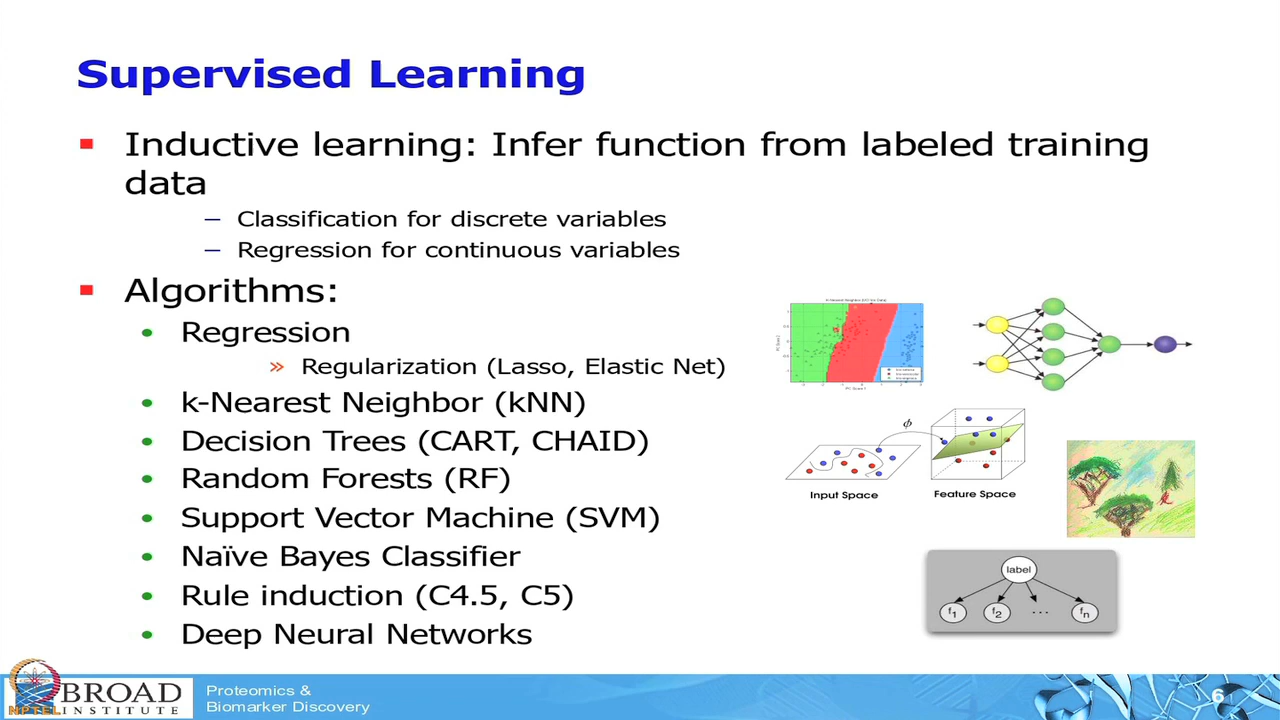 Supervised Learning
Inductive learning: Infer function from labeled training
data
– Classification for discrete variables
– Regression for continuous variables
Algorithms:
• Regression
» Regularization (Lasso, Elastic Net)
• k-Nearest Neighbor (kNN)
• Decision Trees (CART, CHAID)
• Random Forests (RF)
• Support Vector Machine (SVM)
• Naïve Bayes Classifier
• Rule induction (C4.5, C5)
• Deep Neural Networks
ϕ
Input Space
Feature Space
label
f1 f2 ... fn
NPTEL
BROAD
INSTITUTE
Proteomics &
Biomarker Discovery
6